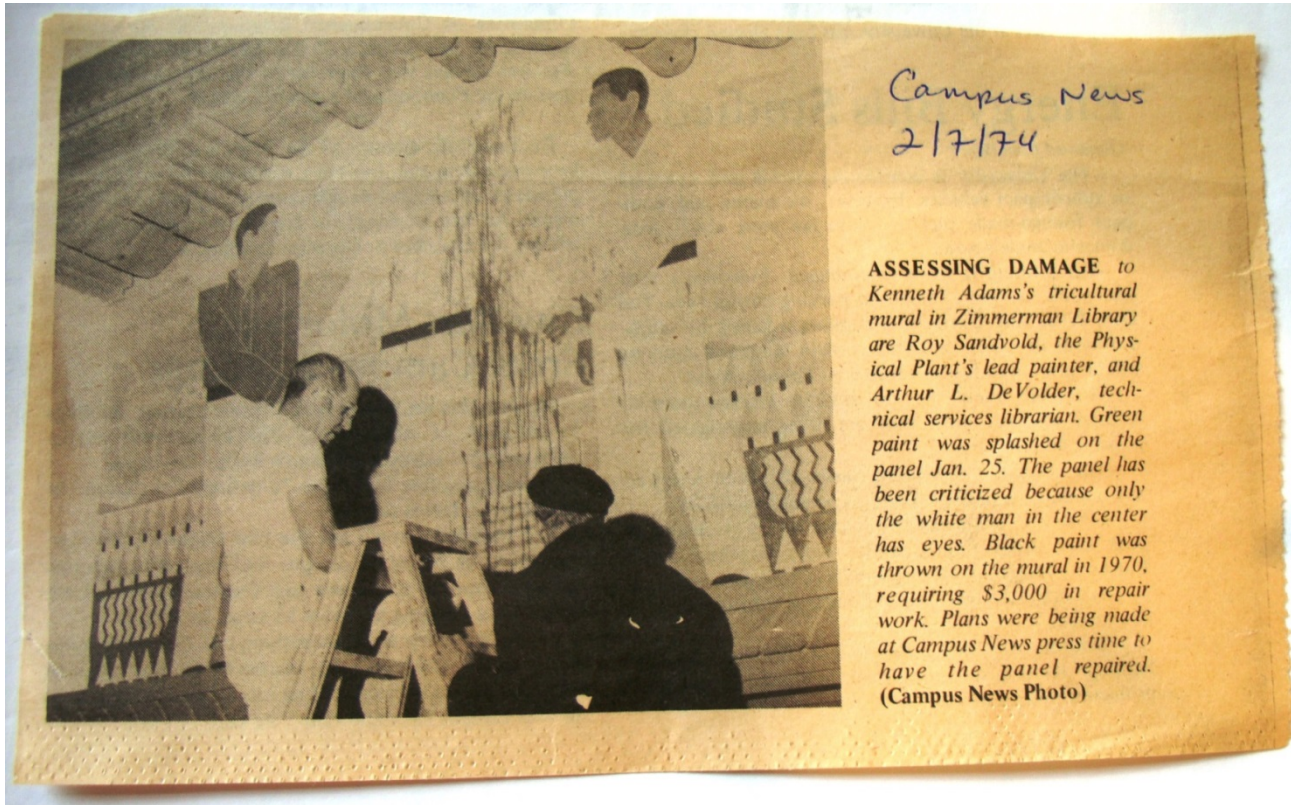 Campus News
2/7/74
ASSESSING DAMAGE to
Kenneth Adams's tricultural
mural in Zimmerman Library
are Roy Sandvold, the Phys-
ical Plant's lead painter, and
Arthur L. DeVolder, tech-
nical services librarian. Green
paint was splashed on the
panel Jan. 25. The panel has
been criticized because only
the white man in the center
has eyes. Black paint was
thrown on the mural in 1970,
requiring $3,000 in repair
work. Plans were being made
at Campus News press time to
have the panel repaired.
(Campus News Photo)